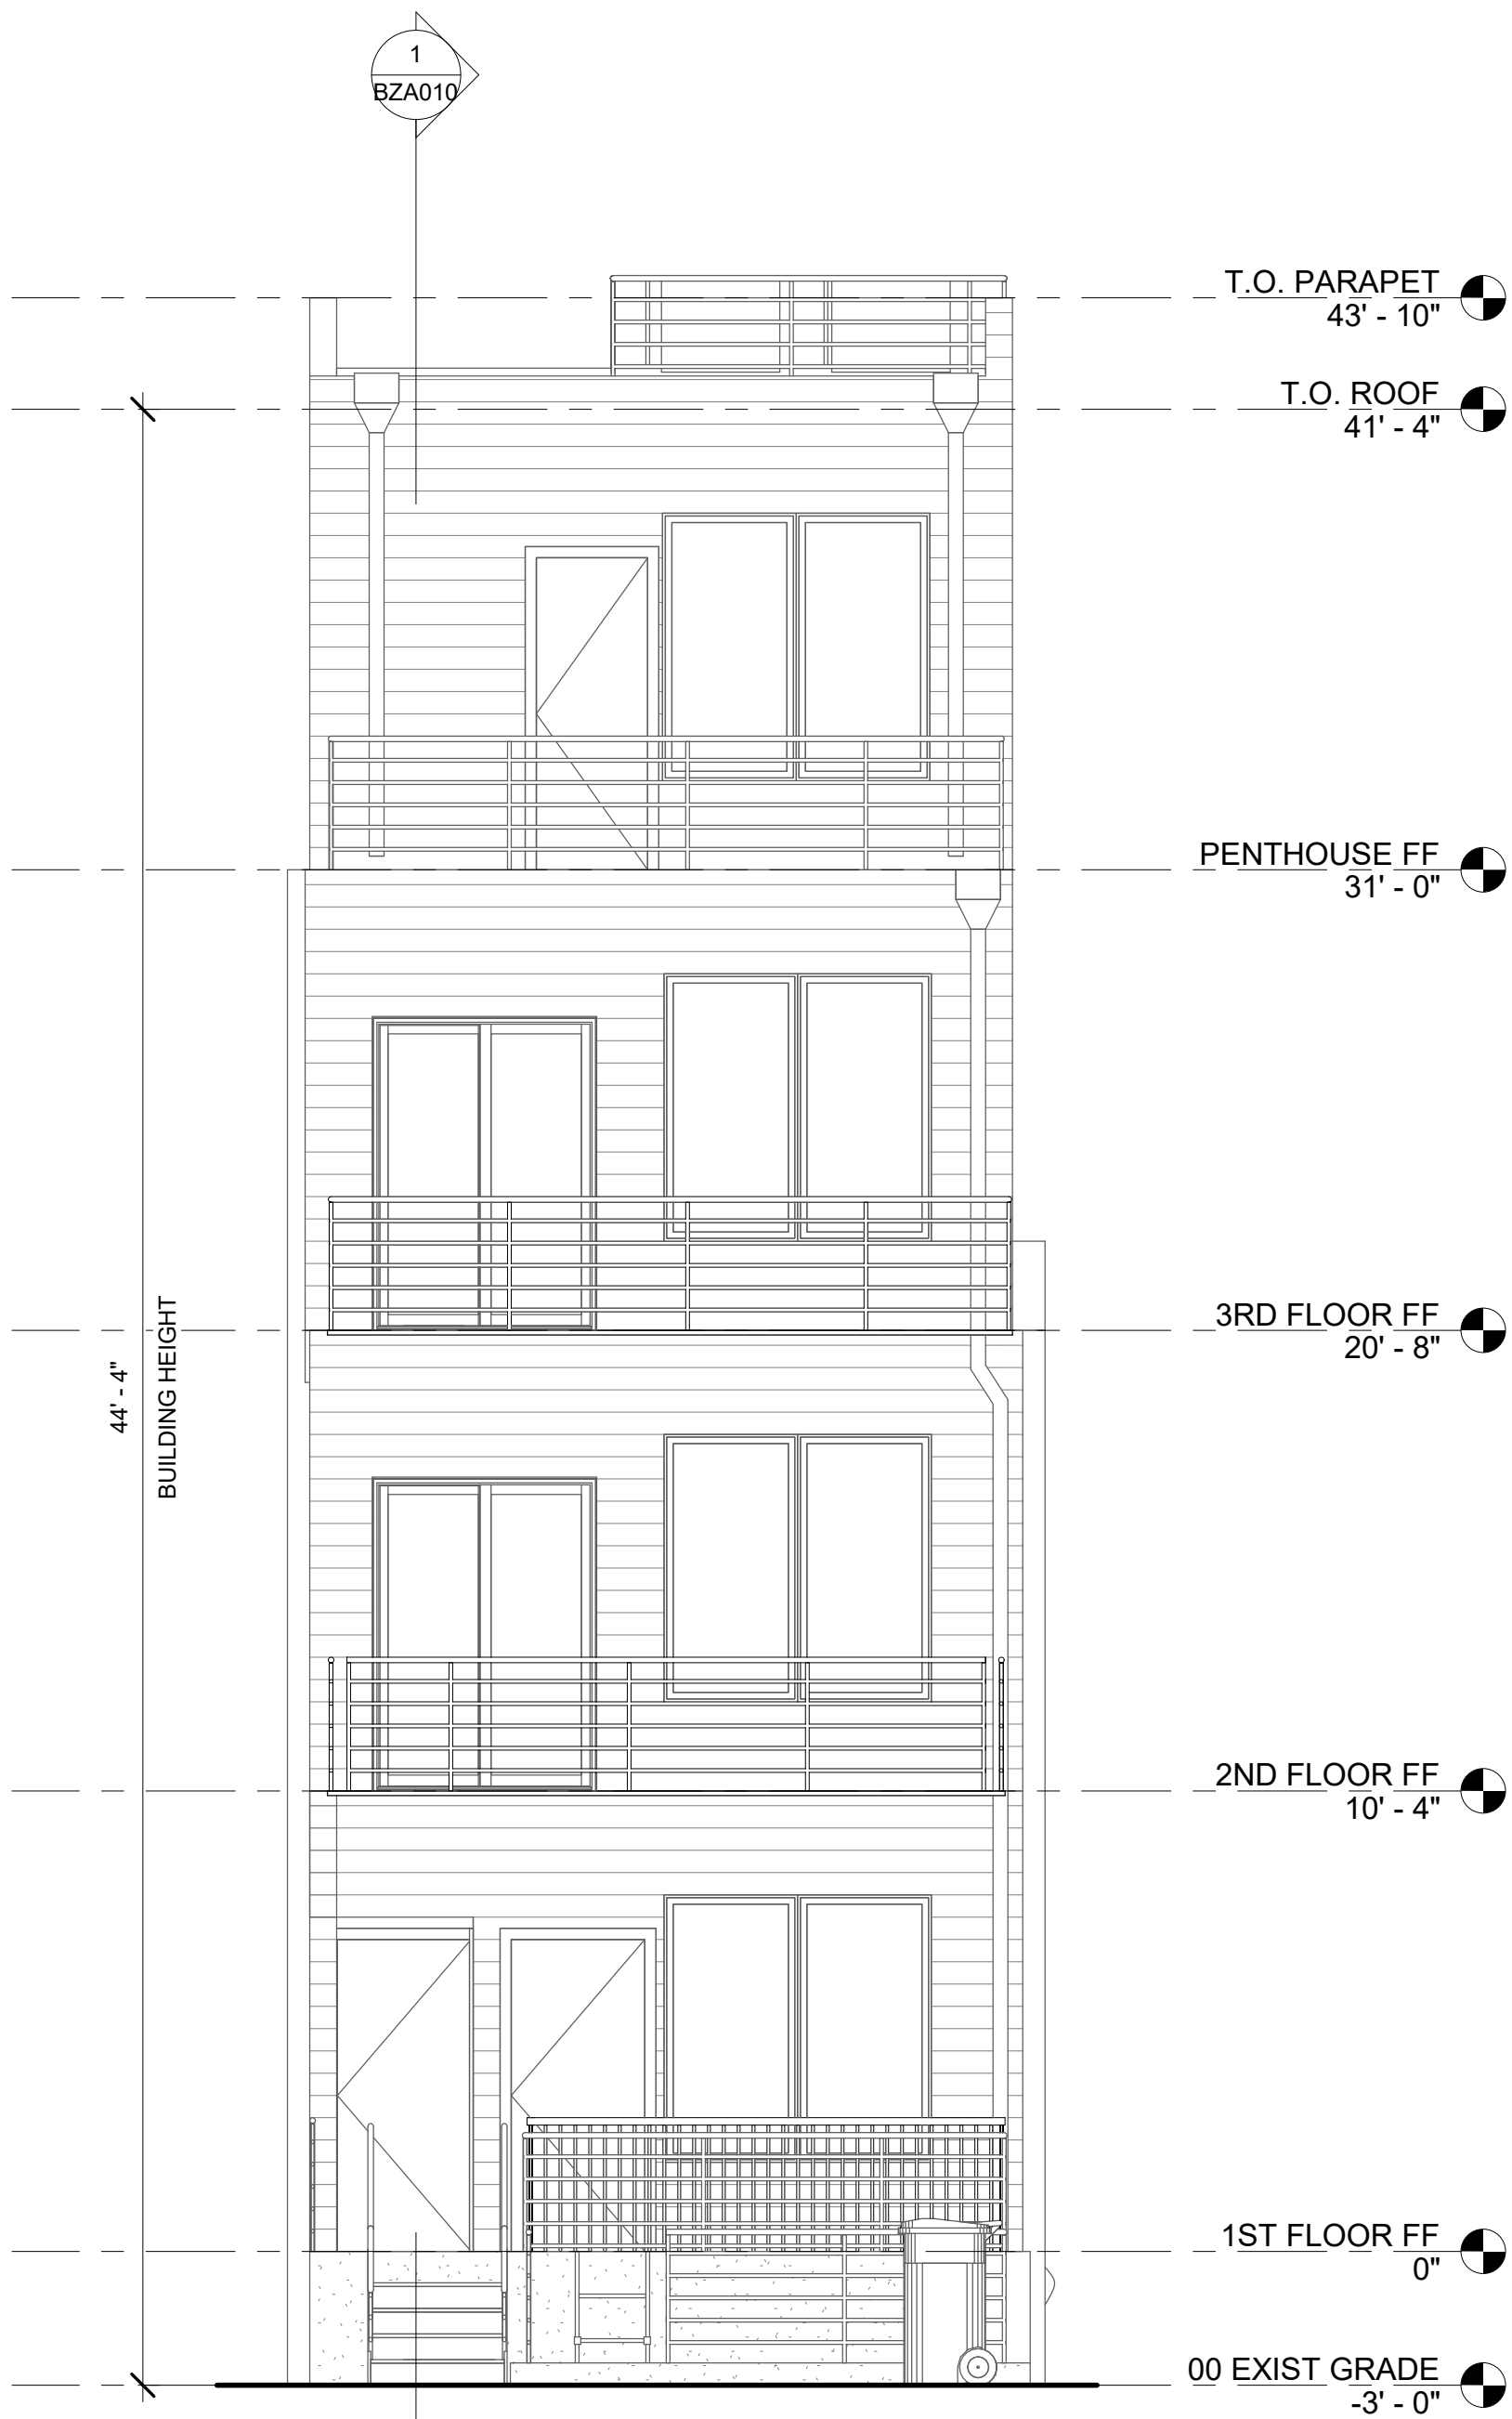 1
BZA010
T.O. PARAPET
43' - 10"
T.O. ROOF
41' - 4"
PENTHOUSE FF
31' - 0"
3RD FLOOR FF
20' - 8"
44' - 4"
BUILDING HEIGHT
2ND FLOOR FF
10' - 4"
1ST FLOOR FF
0"
00 EXIST GRADE
-3' - 0"